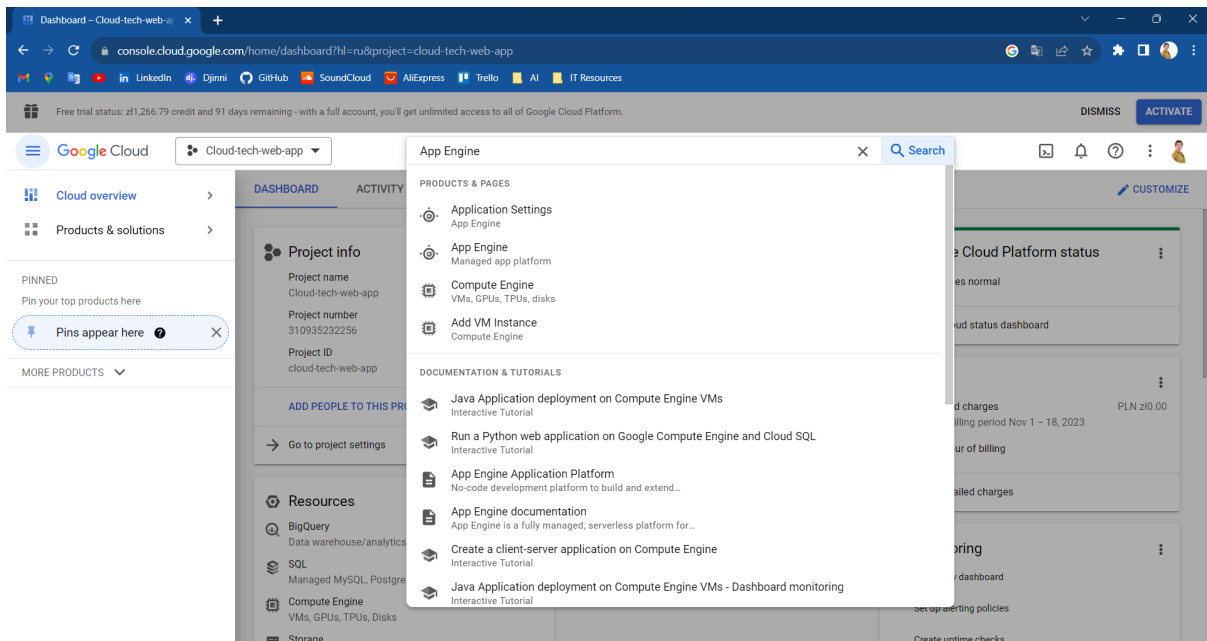 Dashboard – Cloud-tech-web-a
console.cloud.google.com/home/dashboard?hl=ru&project=cloud-tech-web-app
LinkedIn Djinni GitHub SoundCloud AliExpress Trello AI IT Resources
Free trial status: zł1,266.79 credit and 91 days remaining - with a full account, you'll get unlimited access to all of Google Cloud Platform.
DISMISS
ACTIVATE
Google Cloud
Cloud-tech-web-app
App Engine
Search
Cloud overview
Products & solutions
PINNED
Pin your top products here
Pins appear here
MORE PRODUCTS
DASHBOARD
ACTIVITY
CUSTOMIZE
Project info
Project name
Cloud-tech-web-app
Project number
310935232256
Project ID
cloud-tech-web-app
ADD PEOPLE TO THIS PR
Go to project settings
Resources
BigQuery
Data warehouse/analytics
SQL
Managed MySQL, Postgre
Compute Engine
VMs, GPUs, TPUs, Disks
Storage
PRODUCTS & PAGES
Application Settings
App Engine
App Engine
Managed app platform
Compute Engine
VMs, GPUs, TPUs, disks
Add VM Instance
Compute Engine
DOCUMENTATION & TUTORIALS
Java Application deployment on Compute Engine VMs
Interactive Tutorial
Run a Python web application on Google Compute Engine and Cloud SQL
Interactive Tutorial
App Engine Application Platform
No-code development platform to build and extend...
App Engine documentation
App Engine is a fully managed, serverless platform for...
Create a client-server application on Compute Engine
Interactive Tutorial
Java Application deployment on Compute Engine VMs - Dashboard monitoring
Interactive Tutorial
e Cloud Platform status
es normal
ud status dashboard
d charges
PLN zł0.00
illing period Nov 1 – 18, 2023
ur of billing
ailed charges
oring
dashboard
Set up alerting policies
Create uptime checks